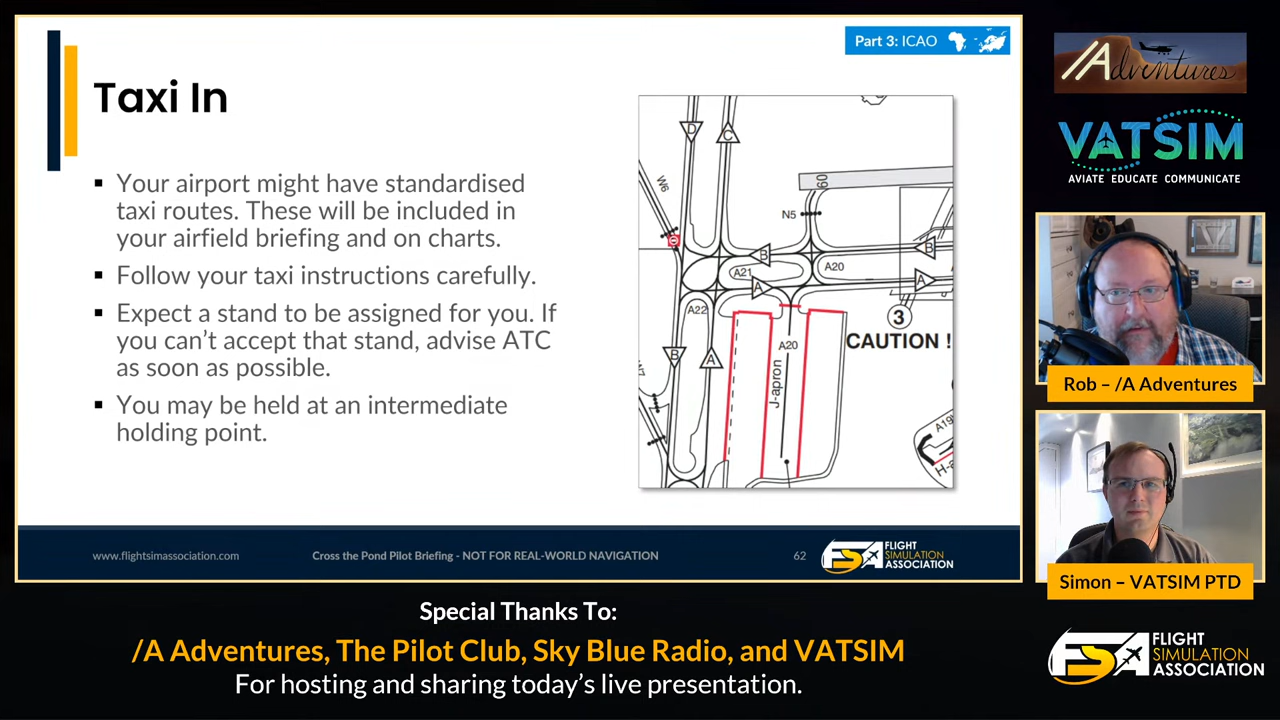 Part 3: ICAO
Taxi In
▪ Your airport might have standardised
taxi routes. These will be included in
your airfield briefing and on charts.
▪ Follow your taxi instructions carefully.
▪ Expect a stand to be assigned for you. If
you can’t accept that stand, advise ATC
as soon as possible.
▪ You may be held at an intermediate
holding point.
D
C
W6
09
N5
B
B
A21
A20
A
A
A22
3
CAUTION !
A20
B
A
J-apron
A19
www.flightsimassociation.com
Cross the Pond Pilot Briefing - NOT FOR REAL-WORLD NAVIGATION
62
FSA FLIGHT
SIMULATION
ASSOCIATION
/Adventures
VATSIM
AVIATE EDUCATE COMMUNICATE
Rob – /A Adventures
Simon – VATSIM PTD
Special Thanks To:
/A Adventures, The Pilot Club, Sky Blue Radio, and VATSIM
For hosting and sharing today’s live presentation.
FSA FLIGHT
SIMULATION
ASSOCIATION